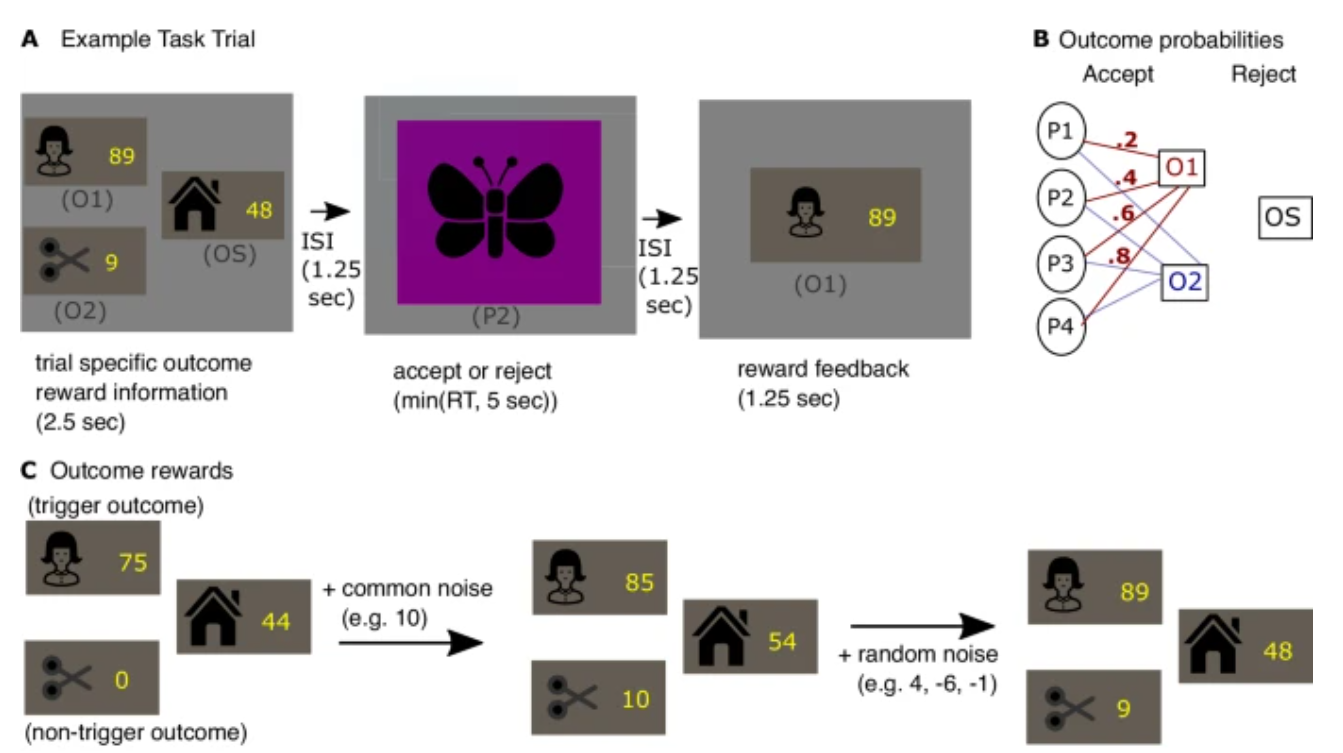 A Example Task Trial
89
(O1)
48
(OS)
9
(O2)
ISI
(1.25
sec)
(P2)
ISI
(1.25
sec)
89
(O1)
trial specific outcome
reward information
(2.5 sec)
accept or reject
(min(RT, 5 sec))
reward feedback
(1.25 sec)
B Outcome probabilities
Accept Reject
P1
P2
P3
P4
.2
.4
.6
.8
O1
O2
OS
C Outcome rewards
(trigger outcome)
75
44
0
(non-trigger outcome)
+ common noise
(e.g. 10)
85
54
10
+ random noise
(e.g. 4, -6, -1)
89
48
9